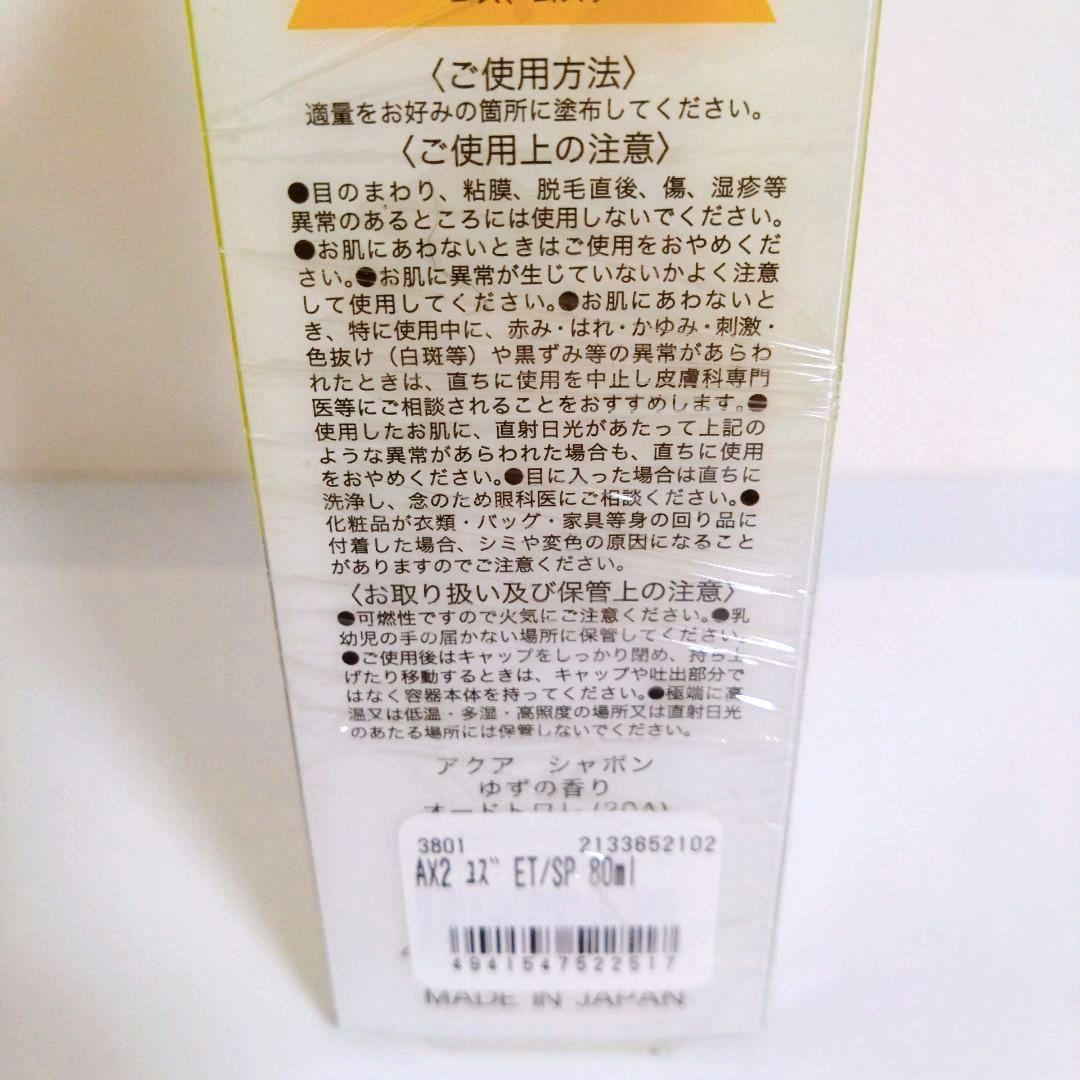 〈ご使用方法〉
適量をお好みの箇所に塗布してください。
〈ご使用上の注意〉
●目のまわり、粘膜、脱毛直後、傷、湿疹等
異常のあるところには使用しないでください。
●お肌にあわないときはご使用をおやめくだ
さい。●お肌に異常が生じていないかよく注意
して使用してください。●お肌にあわないと
き、特に使用中に、赤み・はれ・かゆみ・刺激・
色抜け（白斑等）や黒ずみ等の異常があらわ
れたときは、直ちに使用を中止し皮膚科専門
医等にご相談されることをおすすめします。●
使用したお肌に、直射日光があたって上記の
ような異常があらわれた場合も、直ちに使用
をおやめください。●目に入った場合は直ちに
洗浄し、念のため眼科医にご相談ください。●
化粧品が衣類・バッグ・家具等身の回り品に
付着した場合、シミや変色の原因になること
がありますのでご注意ください。
〈お取り扱い及び保管上の注意〉
●可燃性ですので火気にご注意ください。●乳
幼児の手の届かない場所に保管してください。
●ご使用後はキャップをしっかり閉め、持ち上
げたり移動するときは、キャップや吐出部分で
はなく容器本体を持ってください。●極端に高
温又は低温・多湿・高照度の場所又は直射日光
のあたる場所には保管しないでください。
アクア シャボン
ゆずの香り
オードトワレ(20A)
3801 2133652102
AX2 ﾕｽﾞ ET/SP 80ml
4941547522517
MADE IN JAPAN